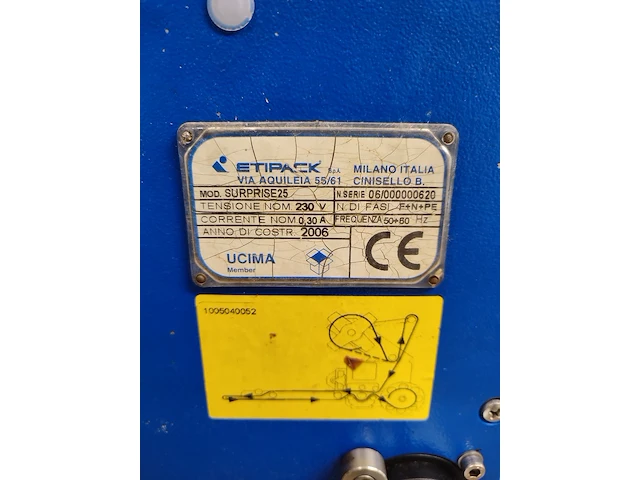 ETIPACK S.p.A. MILANO ITALIA
VIA AQUILEIA 55/61 CINISELLO B.
MOD. SURPRISE25 N.SERIE 06/000000620
TENSIONE NOM. 230 V N. DI FASI F+N+PE
CORRENTE NOM. 0,30 A FREQUENZA 50+60 Hz
ANNO DI COSTR. 2006
CE
UCIMA
Member
1005040052